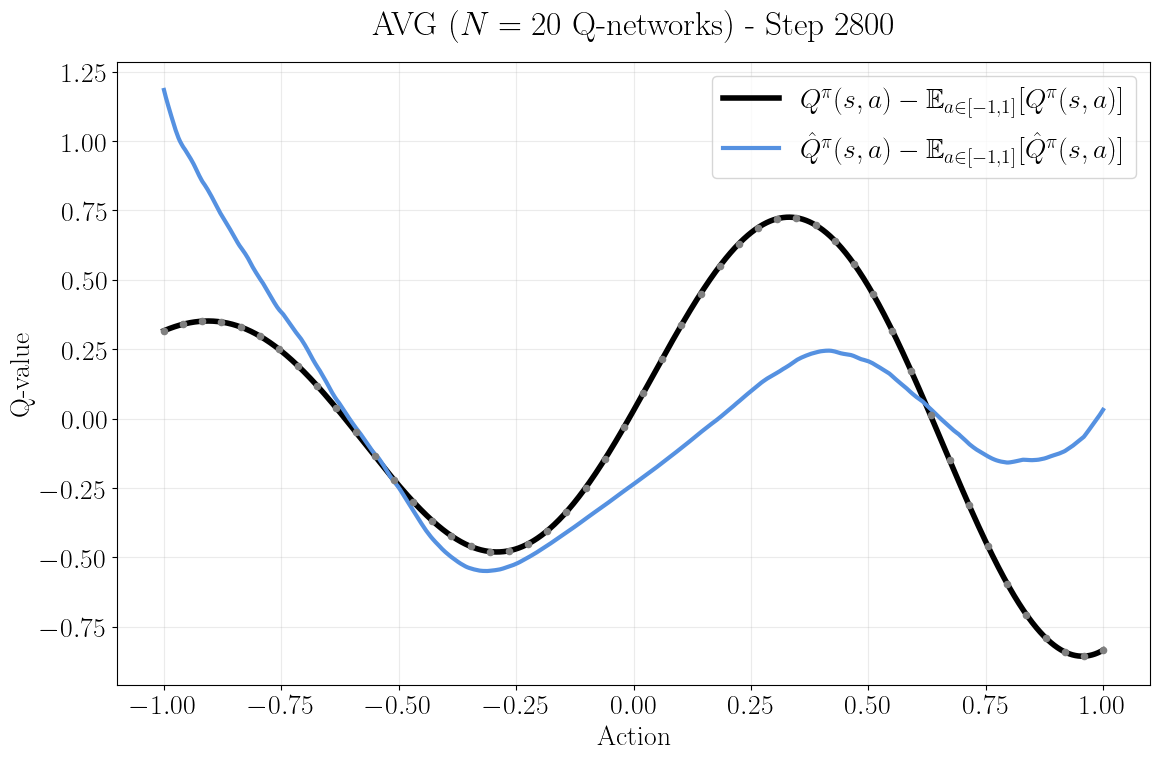 AVG (N = 20 Q-networks) - Step 2800
Q^π(s, a) − 𝔼_{a∈[−1,1]}[Q^π(s, a)]
Q̂^π(s, a) − 𝔼_{a∈[−1,1]}[Q̂^π(s, a)]
Q-value
1.25
1.00
0.75
0.50
0.25
0.00
−0.25
−0.50
−0.75
−1.00 −0.75 −0.50 −0.25 0.00 0.25 0.50 0.75 1.00
Action